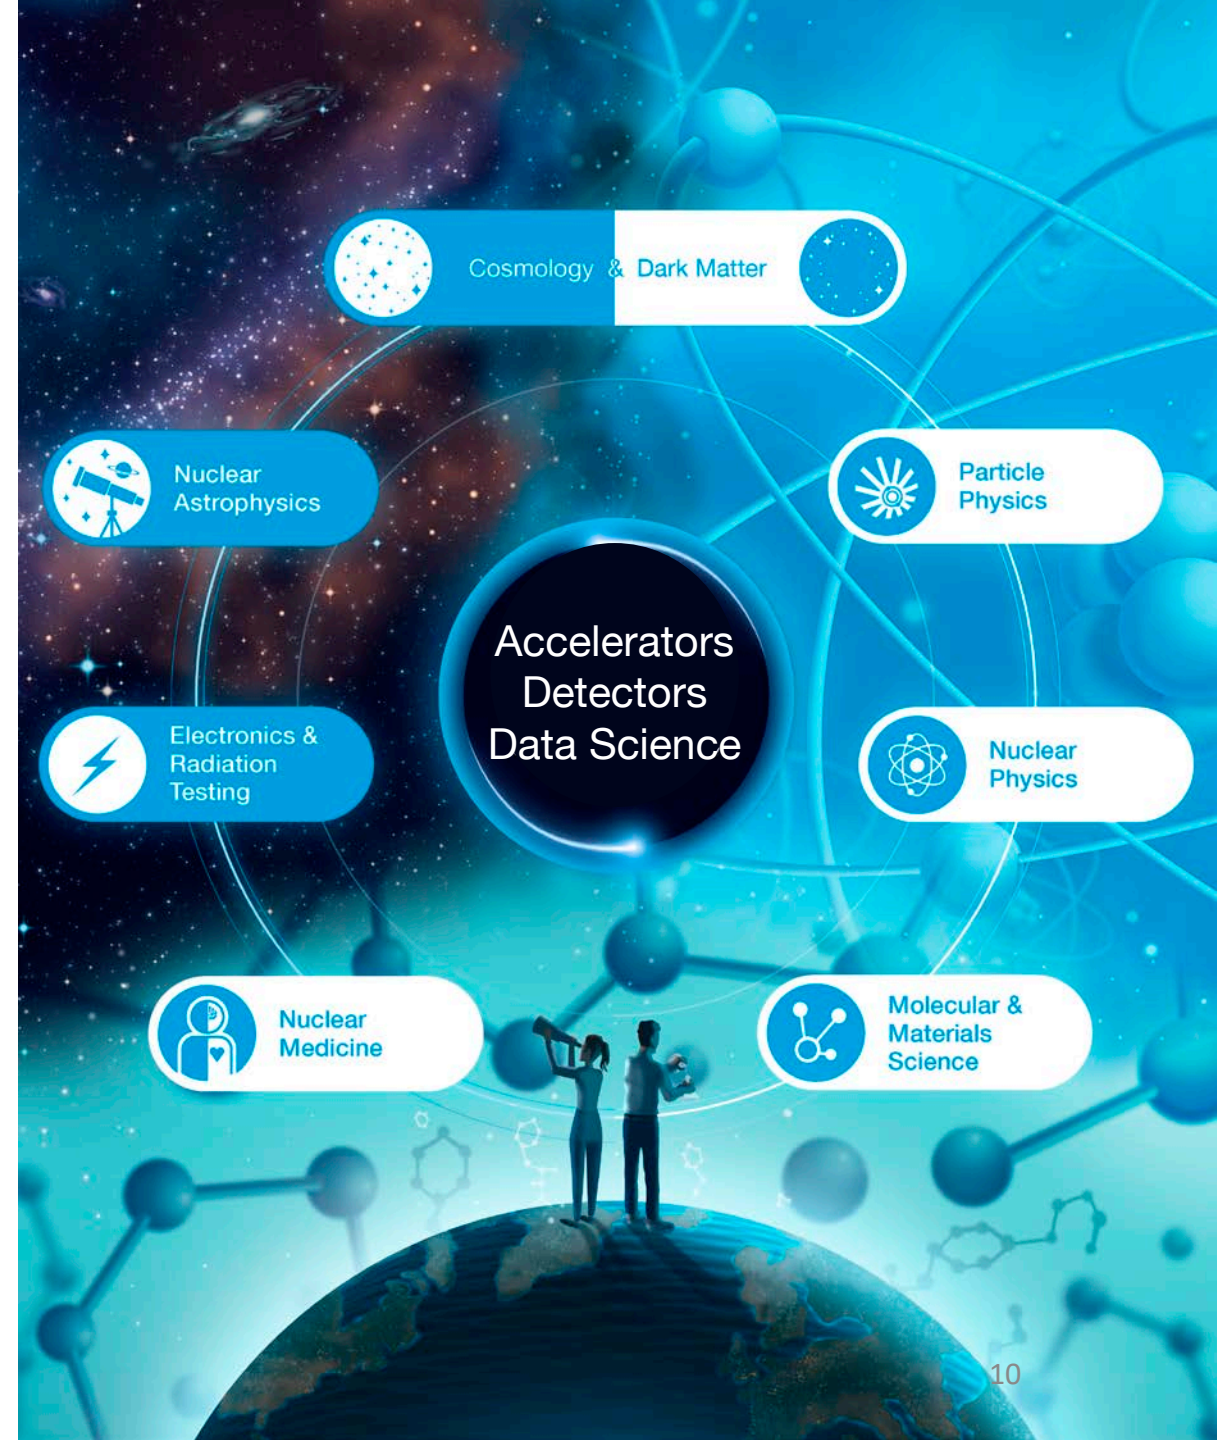 Cosmology & Dark Matter
Nuclear
Astrophysics
Particle
Physics
Accelerators
Detectors
Data Science
Electronics &
Radiation
Testing
Nuclear
Physics
Nuclear
Medicine
Molecular &
Materials
Science
10